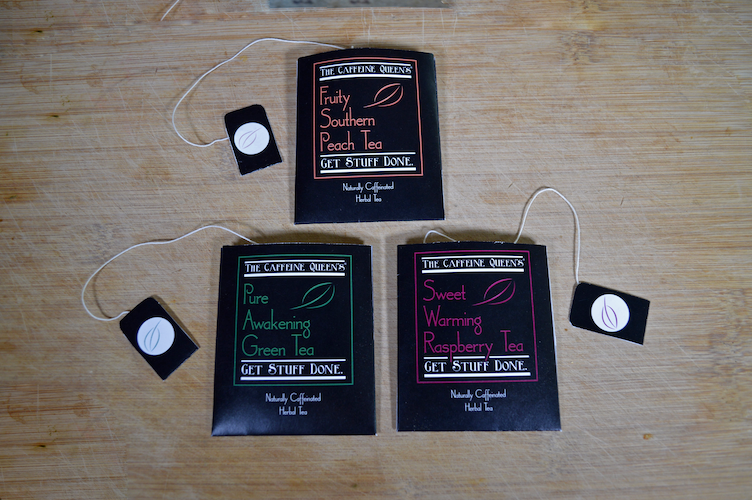 The Caffeine Queen's
Fruity
Southern
Peach Tea
Get Stuff Done.
Naturally Caffeinated
Herbal Tea
The Caffeine Queen's
Pure
Awakening
Green Tea
Get Stuff Done.
Naturally Caffeinated
Herbal Tea
The Caffeine Queen's
Sweet
Warming
Raspberry Tea
Get Stuff Done.
Naturally Caffeinated
Herbal Tea